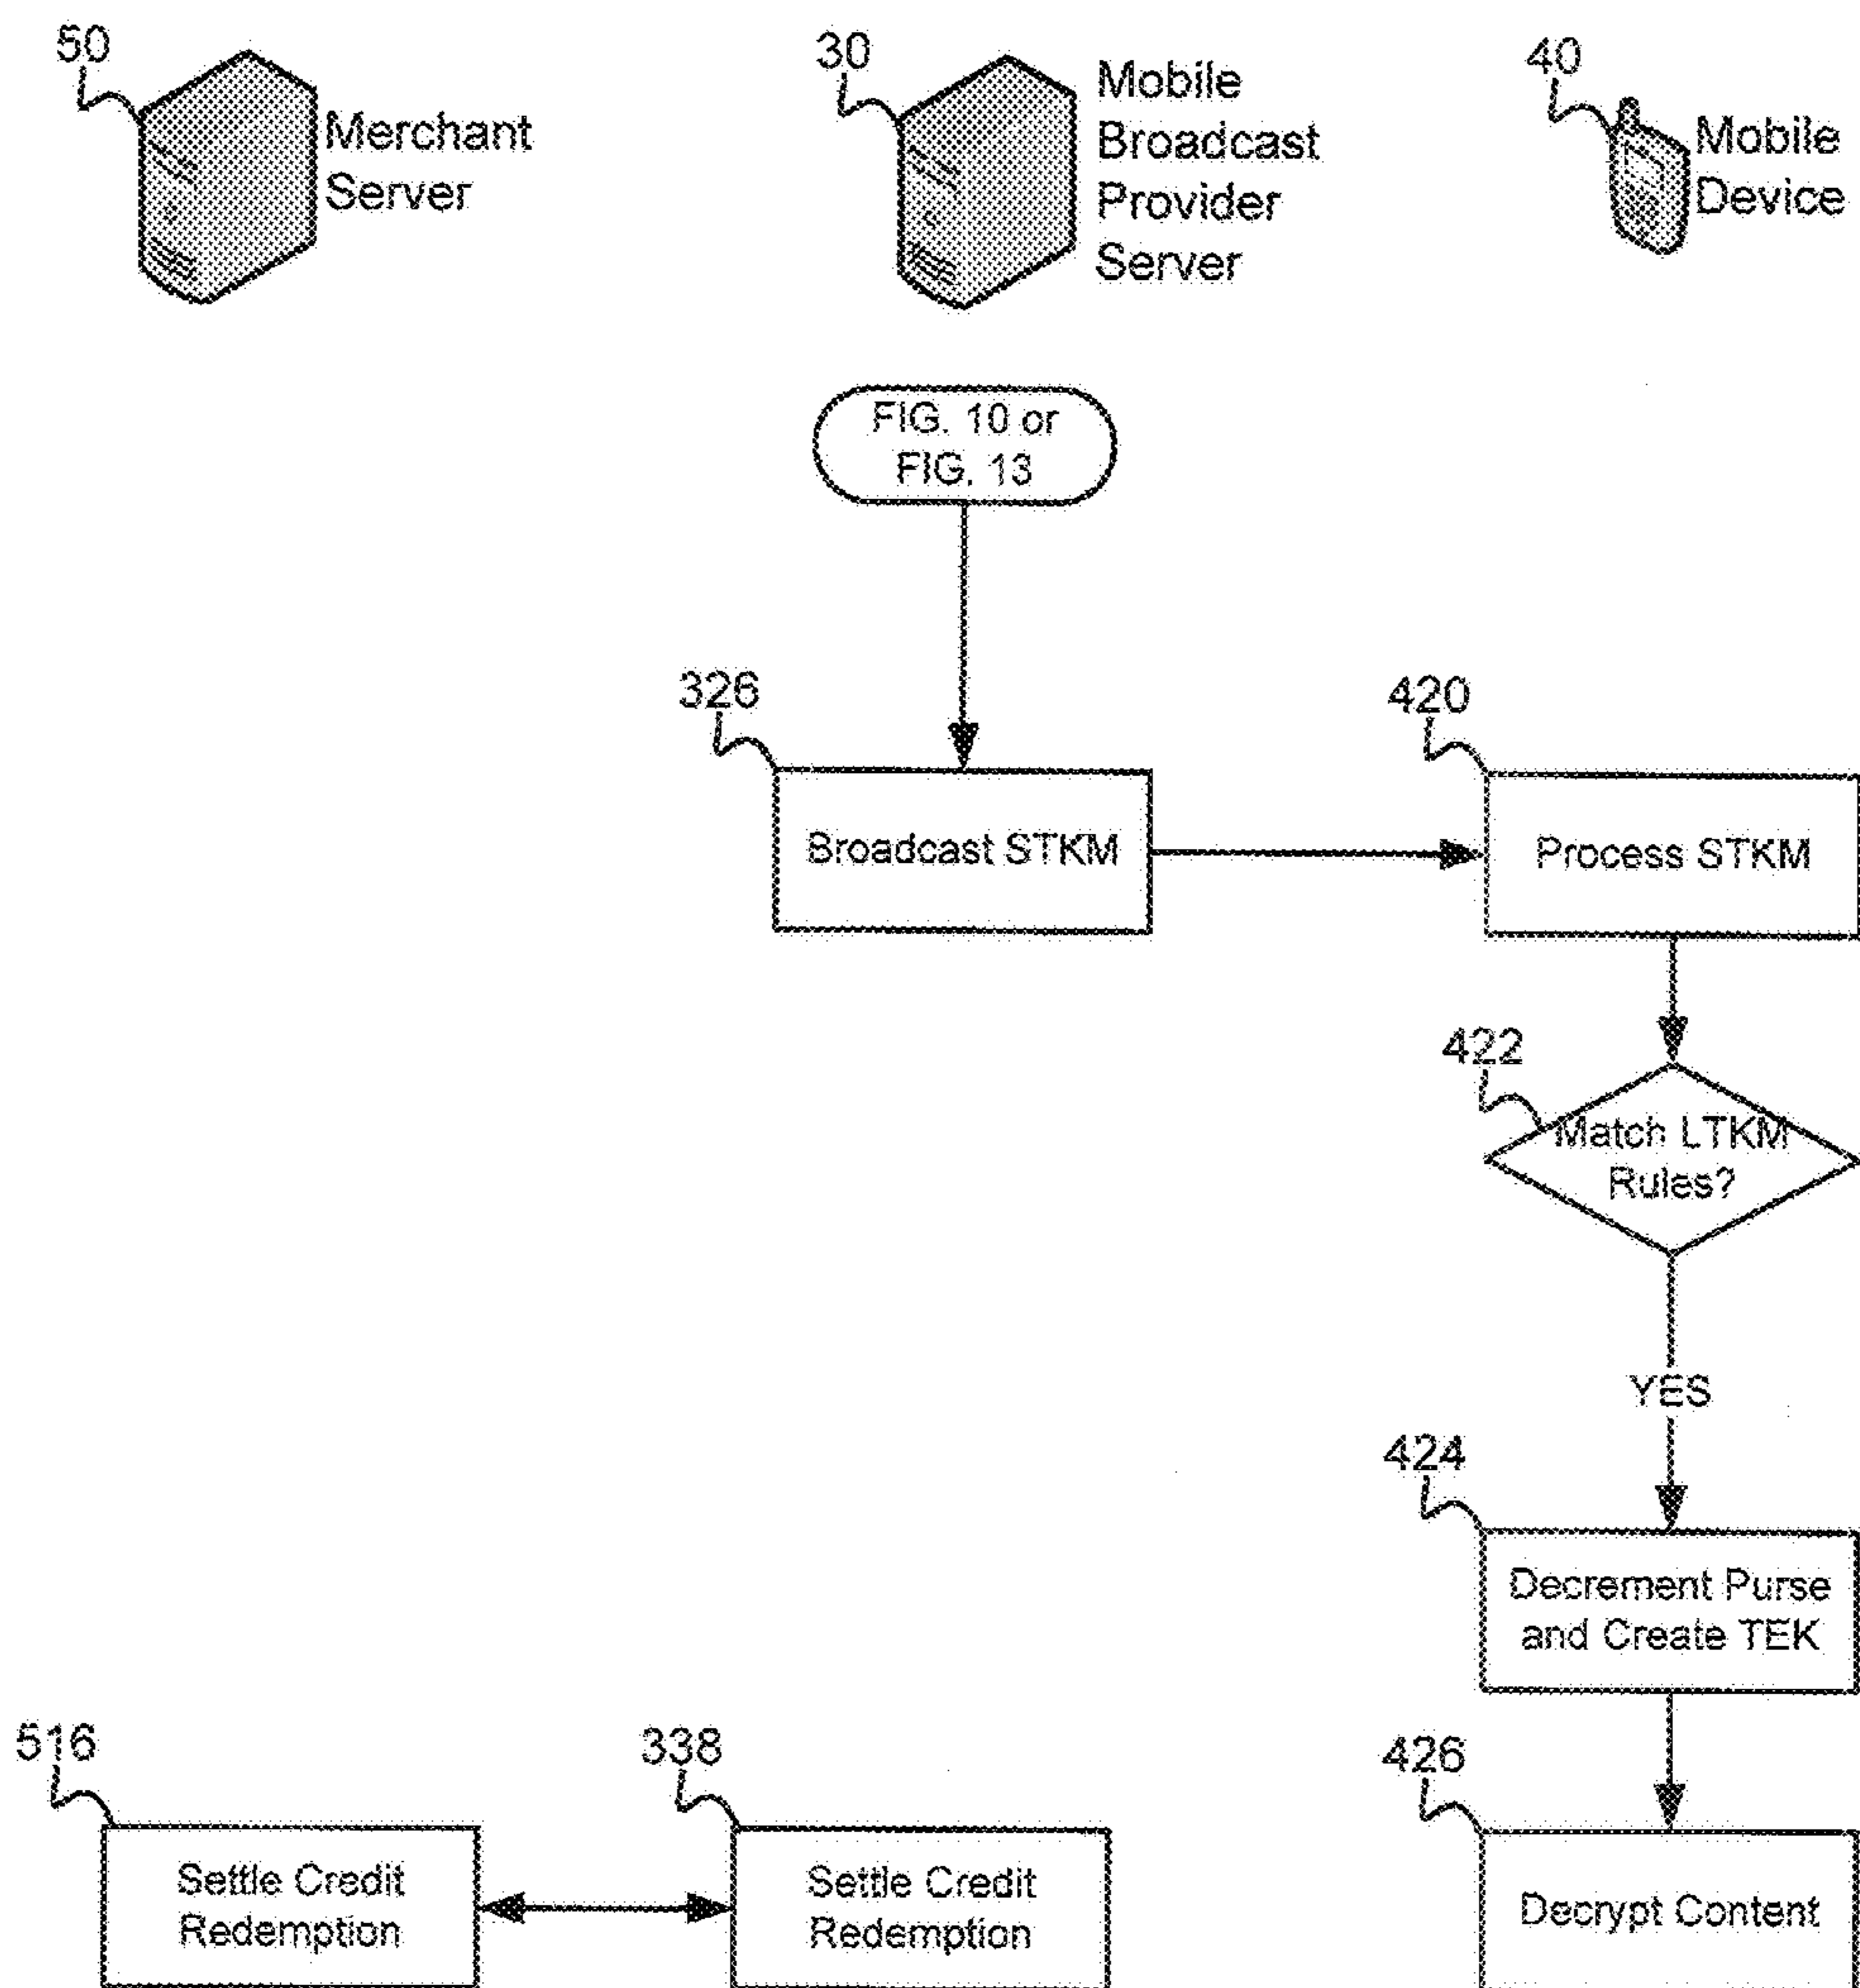 50
Merchant
Server
30
Mobile
Broadcast
Provider
Server
40
Mobile
Device
FIG. 10 or
FIG. 13
326
Broadcast STKM
420
Process STKM
422
Match LTKM
Rules?
YES
424
Decrement Purse
and Create TEK
516
Settle Credit
Redemption
338
Settle Credit
Redemption
426
Decrypt Content